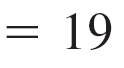 = 19